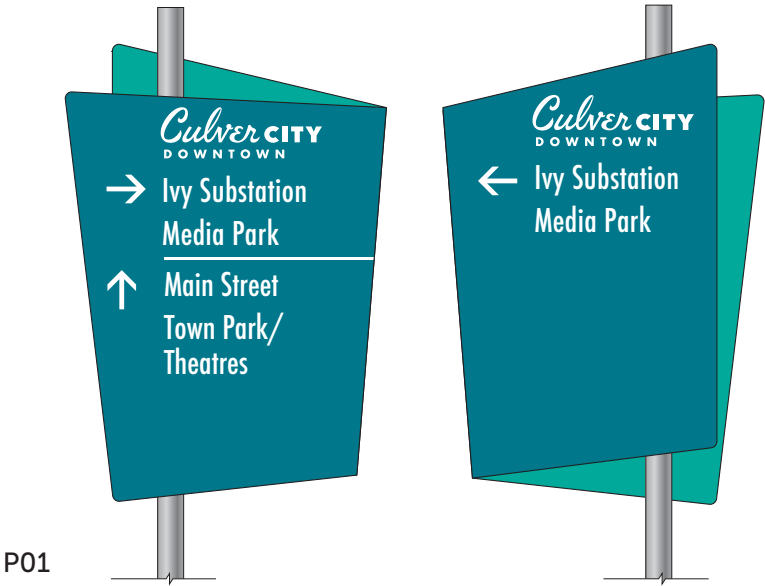 Culver CITY
DOWNTOWN
→ Ivy Substation
Media Park
↑ Main Street
Town Park/
Theatres
Culver CITY
DOWNTOWN
← Ivy Substation
Media Park
P01